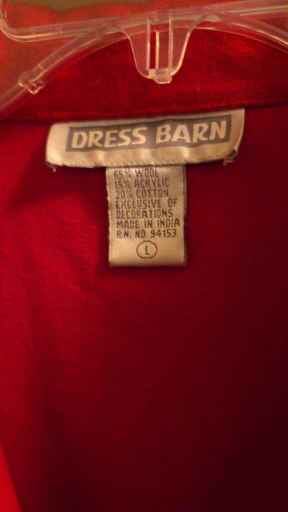 DRESS BARN
65% WOOL
15% ACRYLIC
20% COTTON
EXCLUSIVE OF
DECORATIONS
MADE IN INDIA
R.N. NO 94153
L